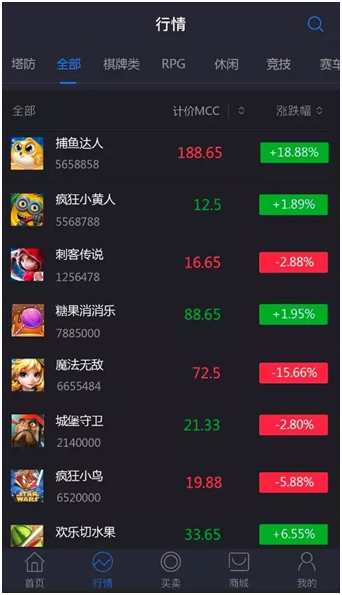 行情
塔防 全部 棋牌类 RPG 休闲 竞技 赛车
全部 计价MCC 涨跌幅
捕鱼达人
5658858
188.65 +18.88%
疯狂小黄人
5568788
12.5 +1.89%
刺客传说
1256478
16.65 -2.88%
糖果消消乐
7885000
88.65 +1.95%
魔法无敌
6655484
72.5 -15.66%
城堡守卫
2140000
21.33 -2.80%
疯狂小鸟
6520000
19.88 -5.88%
STAR WARS
欢乐切水果
33.65 +6.55%
首页 行情 买卖 商城 我的